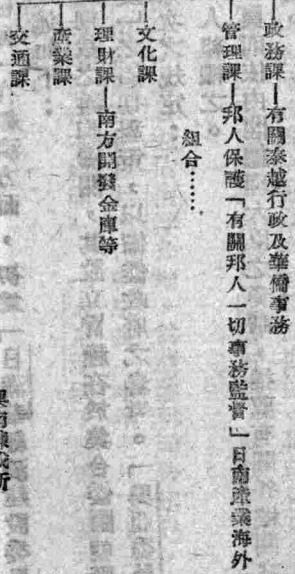 政務課─有關泰越行政及華僑事務
管理課─邦人保護「有關邦人一切事務監督」日南產業海外
組合……
文化課
理財課─南方開發金庫等
產業課
交通課